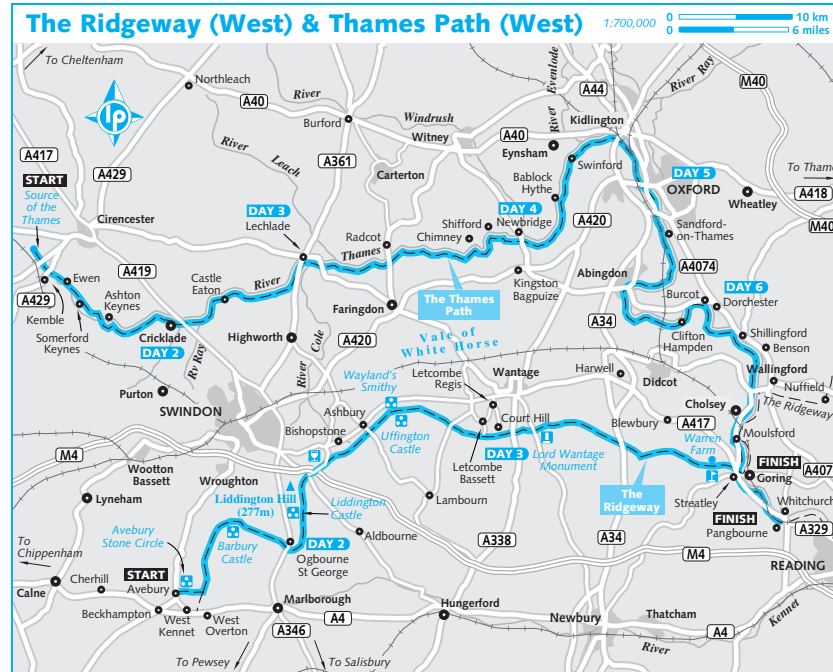 The Ridgeway (West) & Thames Path (West)
1:700,000
0 10 km
0 6 miles
To Cheltenham
Northleach
A40
River
Burford
Windrush
Witney
River
Evenlode
A44
River Ray
M40
Kidlington
A40
Eynsham
lp
A417
A429
River
Leach
A361
Carterton
Swinford
DAY 5
OXFORD
To Thame
A418
START
Source
of the
Thames
Cirencester
DAY 3
Lechlade
Radcot
Shifford
Chimney
DAY 4
Newbridge
Bablock
Hythe
A420
Wheatley
M40
Sandford-
on-Thames
A419
Ewen
Castle
Eaton
River
Thames
Kingston
Bagpuize
Abingdon
A4074
DAY 6
A429
Kemble
Ashton
Keynes
Somerford
Keynes
Cricklade
DAY 2
Faringdon
The Thames
Path
Burcot
Dorchester
A34
Clifton
Hampden
Shillingford
Benson
Highworth
River
Cole
A420
Vale of
White Horse
Rv Ray
Purton
Wayland's
Smithy
Letcombe
Regis
Wantage
Harwell
Didcot
Wallingford
Nuffield
The Ridgeway
SWINDON
Ashbury
Bishopstone
Uffington
Castle
Court Hill
Blewbury
A417
Cholsey
Moulsford
Warren
Farm
M4
Letcombe
Bassett
DAY 3
Lord Wantage
Monument
Wootton
Bassett
Wroughton
Lyneham
Liddington Hill
(277m)
Liddington
Castle
Lambourn
The
Ridgeway
Streatley
FINISH
Goring
A407
Whitchurch
FINISH
Pangbourne
A329
Avebury
Stone Circle
Barbury
Castle
DAY 2
Ogbourne
St George
Aldbourne
A338
A34
M4
READING
To
Chippenham
START
Avebury
Cherhill
Calne
Beckhampton
West
Kennet
West
Overton
Marlborough
A4
Hungerford
Thatcham
Newbury
Kennet
River
A4
A346
To Pewsey
To Salisbury